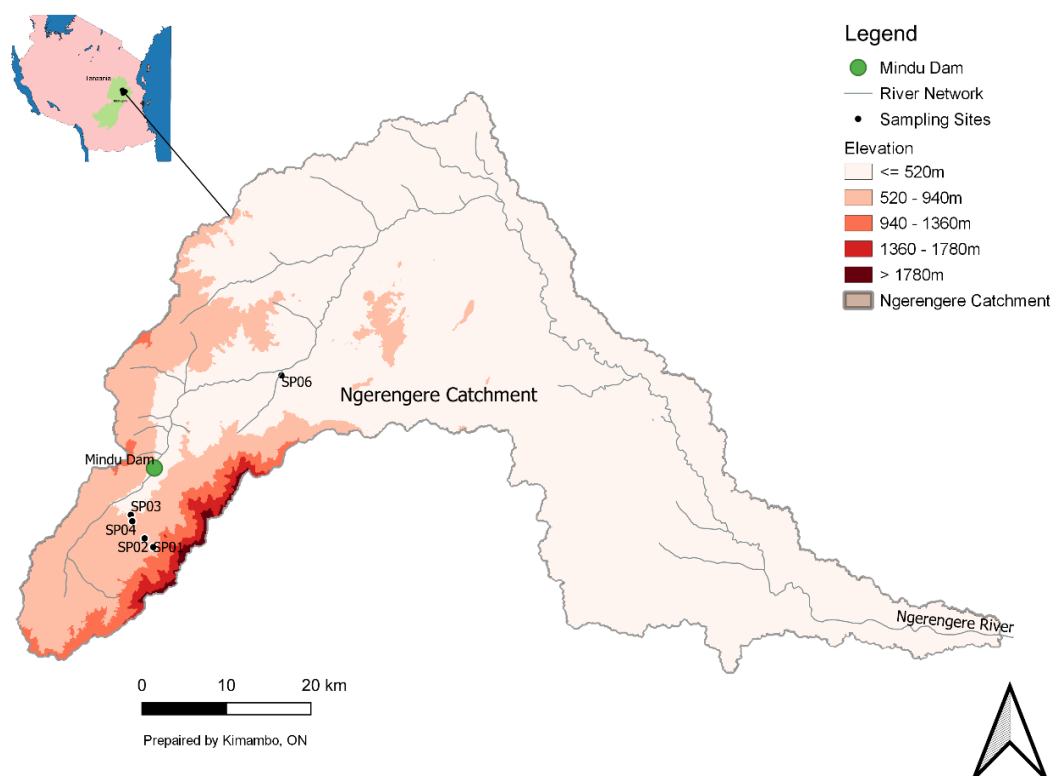 Tanzania
Legend
Mindu Dam
River Network
Sampling Sites
Elevation
<= 520m
520 - 940m
940 - 1360m
1360 - 1780m
> 1780m
Ngerengere Catchment
SP06
Ngerengere Catchment
Mindu Dam
SP03
SP04
SP02 SP01
Ngerengere River
0 10 20 km
Prepaired by Kimambo, ON